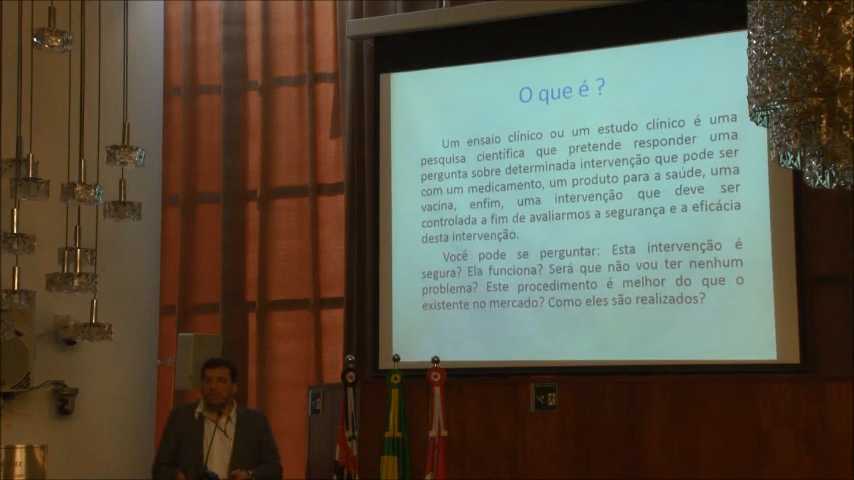 O que é ?
Um ensaio clínico ou um estudo clínico é uma
pesquisa científica que pretende responder uma
pergunta sobre determinada intervenção que pode ser
com um medicamento, um produto para a saúde, uma
vacina, enfim, uma intervenção que deve ser
controlada a fim de avaliarmos a segurança e a eficácia
desta intervenção.
Você pode se perguntar: Esta intervenção é
segura? Ela funciona? Será que não vou ter nenhum
problema? Este procedimento é melhor do que o
existente no mercado? Como eles são realizados?